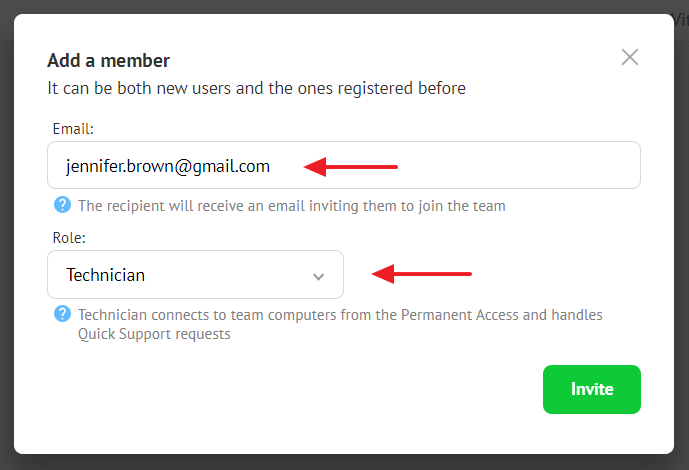 Add a member
It can be both new users and the ones registered before
Email:
jennifer.brown@gmail.com
? The recipient will receive an email inviting them to join the team
Role:
Technician
? Technician connects to team computers from the Permanent Access and handles
Quick Support requests
Invite